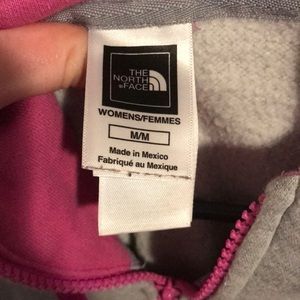 THE
NORTH
FACE
WOMENS/FEMMES
M/M
Made in Mexico
Fabriqué au Mexique